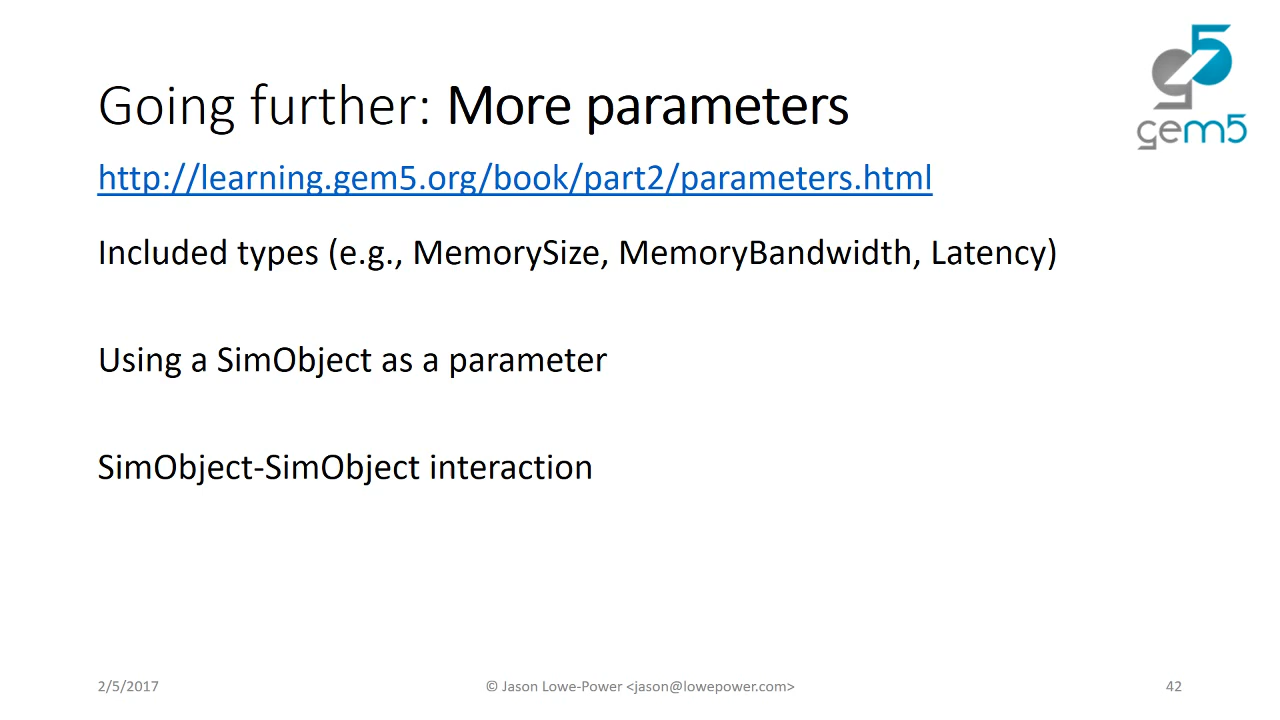 Going further: More parameters
http://learning.gem5.org/book/part2/parameters.html
Included types (e.g., MemorySize, MemoryBandwidth, Latency)
Using a SimObject as a parameter
SimObject-SimObject interaction
gem5
2/5/2017
© Jason Lowe-Power <jason@lowepower.com>
42